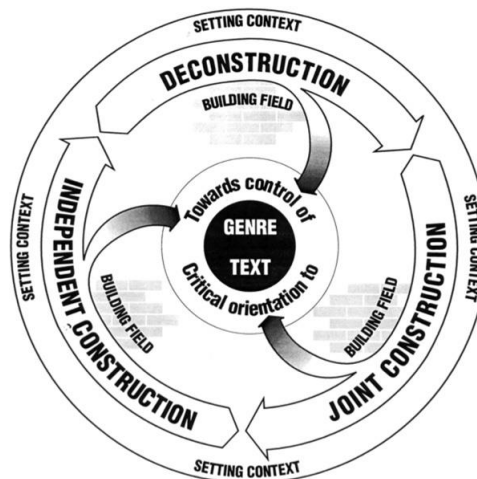 SETTING CONTEXT
DECONSTRUCTION
BUILDING FIELD
SETTING CONTEXT
INDEPENDENT CONSTRUCTION
BUILDING FIELD
Towards control of
GENRE
TEXT
Critical orientation to
SETTING CONTEXT
JOINT CONSTRUCTION
BUILDING FIELD
SETTING CONTEXT